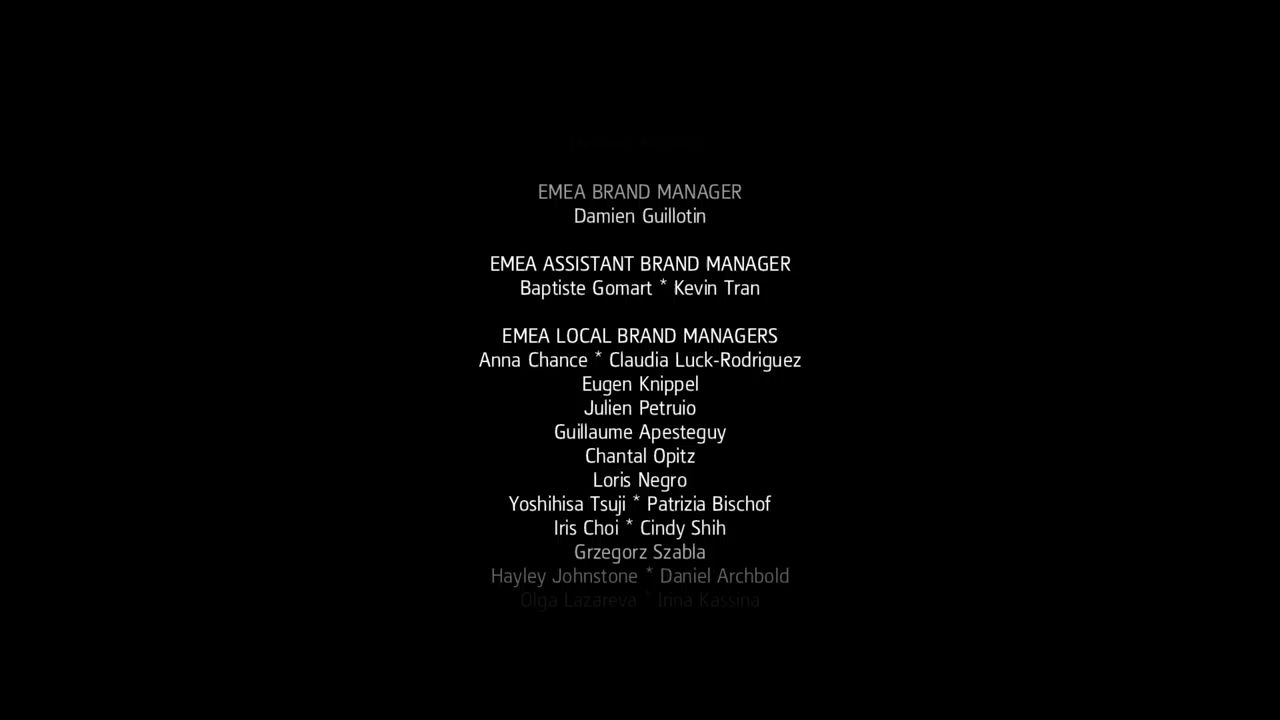 EMEA BRAND MANAGER
Damien Guillotin
EMEA ASSISTANT BRAND MANAGER
Baptiste Gomart * Kevin Tran
EMEA LOCAL BRAND MANAGERS
Anna Chance * Claudia Luck-Rodriguez
Eugen Knippel
Julien Petruio
Guillaume Apesteguy
Chantal Opitz
Loris Negro
Yoshihisa Tsuji * Patrizia Bischof
Iris Choi * Cindy Shih
Grzegorz Szabla
Hayley Johnstone * Daniel Archbold
Olga Lazareva * Irina Kassina